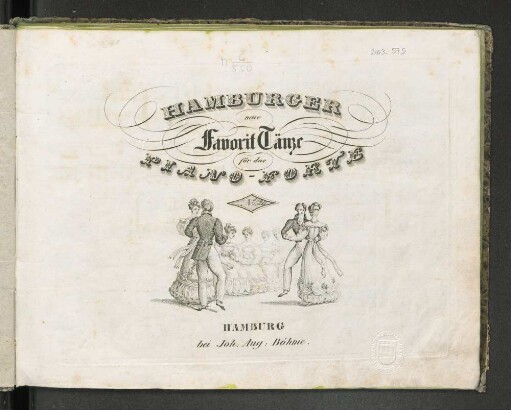 HAMBURGER
neue
Favorit Tänze
für das
PIANO-FORTE
HAMBURG
bei Joh. Aug. Böhme.